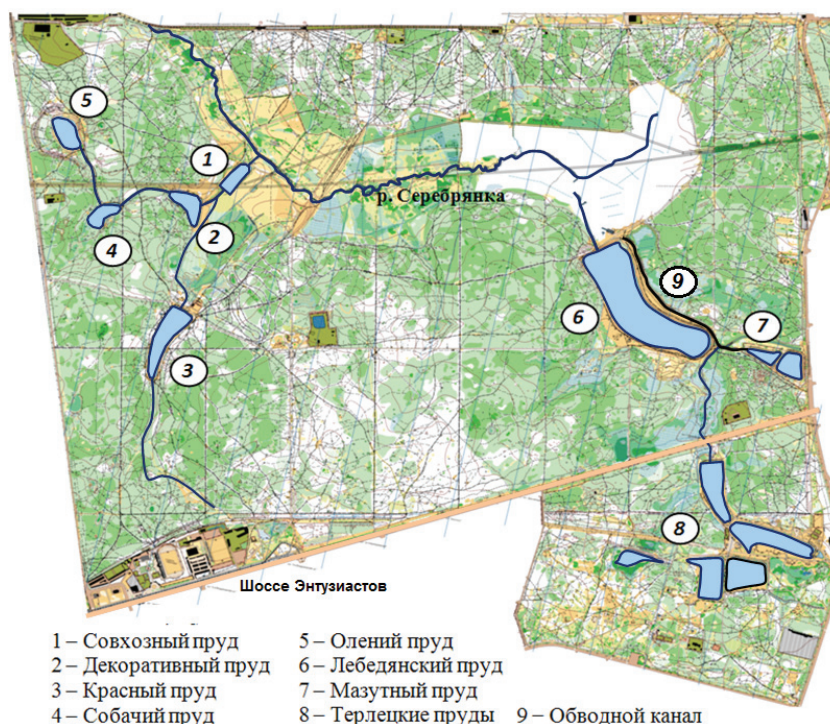 5
1
р. Серебрянка
4
2
9
6
7
3
8
Шоссе Энтузиастов
1 – Совхозный пруд
2 – Декоративный пруд
3 – Красный пруд
4 – Собачий пруд
5 – Олений пруд
6 – Лебедянский пруд
7 – Мазутный пруд
8 – Терлецкие пруды
9 – Обводной канал